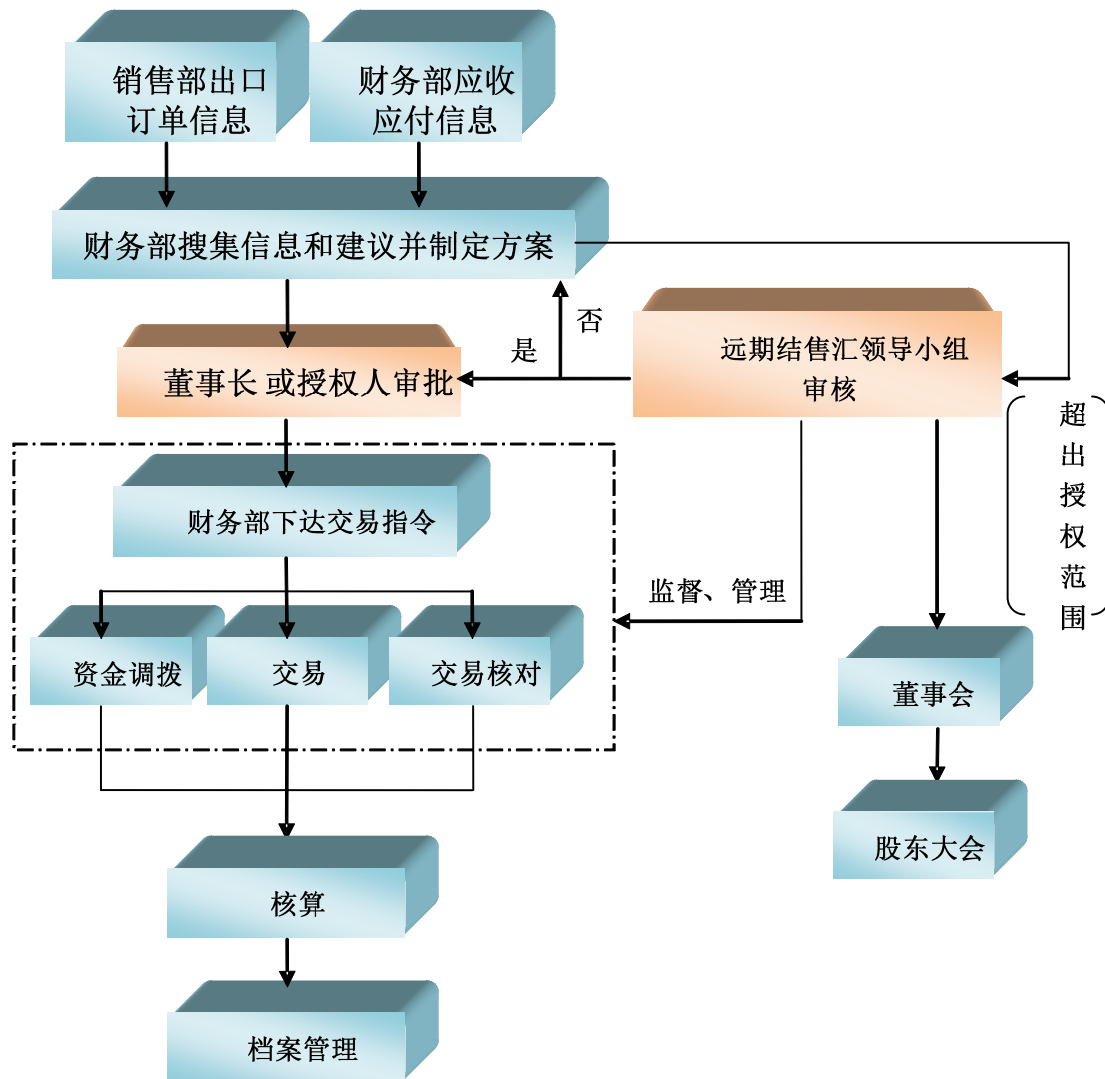 销售部出口
订单信息
财务部应收
应付信息
财务部搜集信息和建议并制定方案
否
是
远期结售汇领导小组
审核
董事长 或授权人审批
超
出
授
权
范
围
财务部下达交易指令
监督、管理
资金调拨
交易
交易核对
董事会
股东大会
核算
档案管理